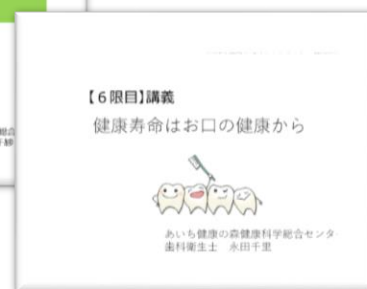 【６限目】講義
健康寿命はお口の健康から
あいち健康の森健康科学総合センタ
歯科衛生士　永田千里